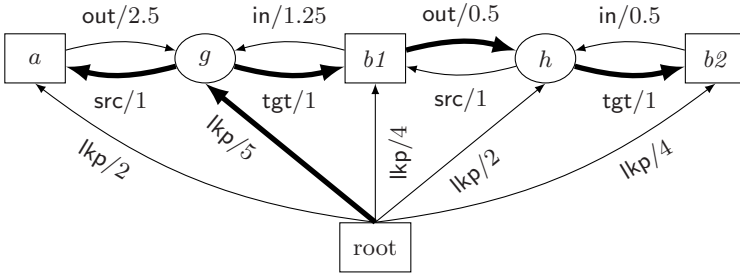 out/2.5 in/1.25 out/0.5 in/0.5
a g b1 h b2
src/1 tgt/1 src/1 tgt/1
lkp/2 lkp/5 lkp/4 lkp/2 lkp/4
root